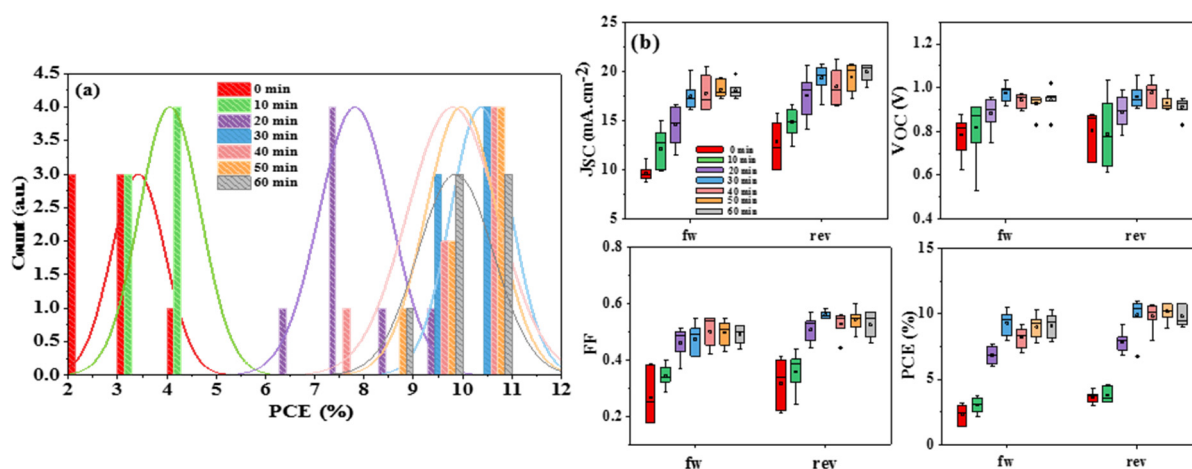 (a)
4.5
4.0
3.5
3.0
2.5
2.0
1.5
1.0
0.5
0.0
Count (a.u.)
0 min
10 min
20 min
30 min
40 min
50 min
60 min
2 3 4 5 6 7 8 9 10 11 12
PCE (%)
(b)
25
20
15
10
5
JSC (mA.cm-2)
0 min
10 min
20 min
30 min
40 min
50 min
60 min
fw rev
1.2
1.0
0.8
0.6
0.4
VOC (V)
fw rev
0.8
0.6
0.4
0.2
FF
fw rev
15
10
5
0
PCE (%)
fw rev